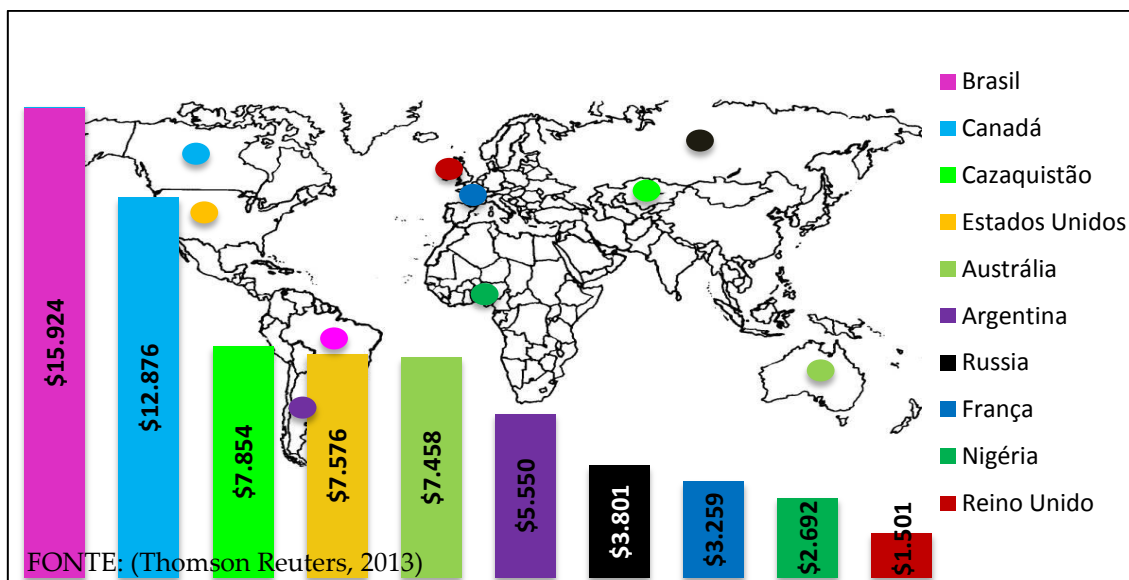 Brasil
Canadá
Cazaquistão
Estados Unidos
Austrália
Argentina
Russia
França
Nigéria
Reino Unido
$15.924
$12.876
$7.854
$7.576
$7.458
$5.550
$3.801
$3.259
$2.692
$1.501
FONTE: (Thomson Reuters, 2013)